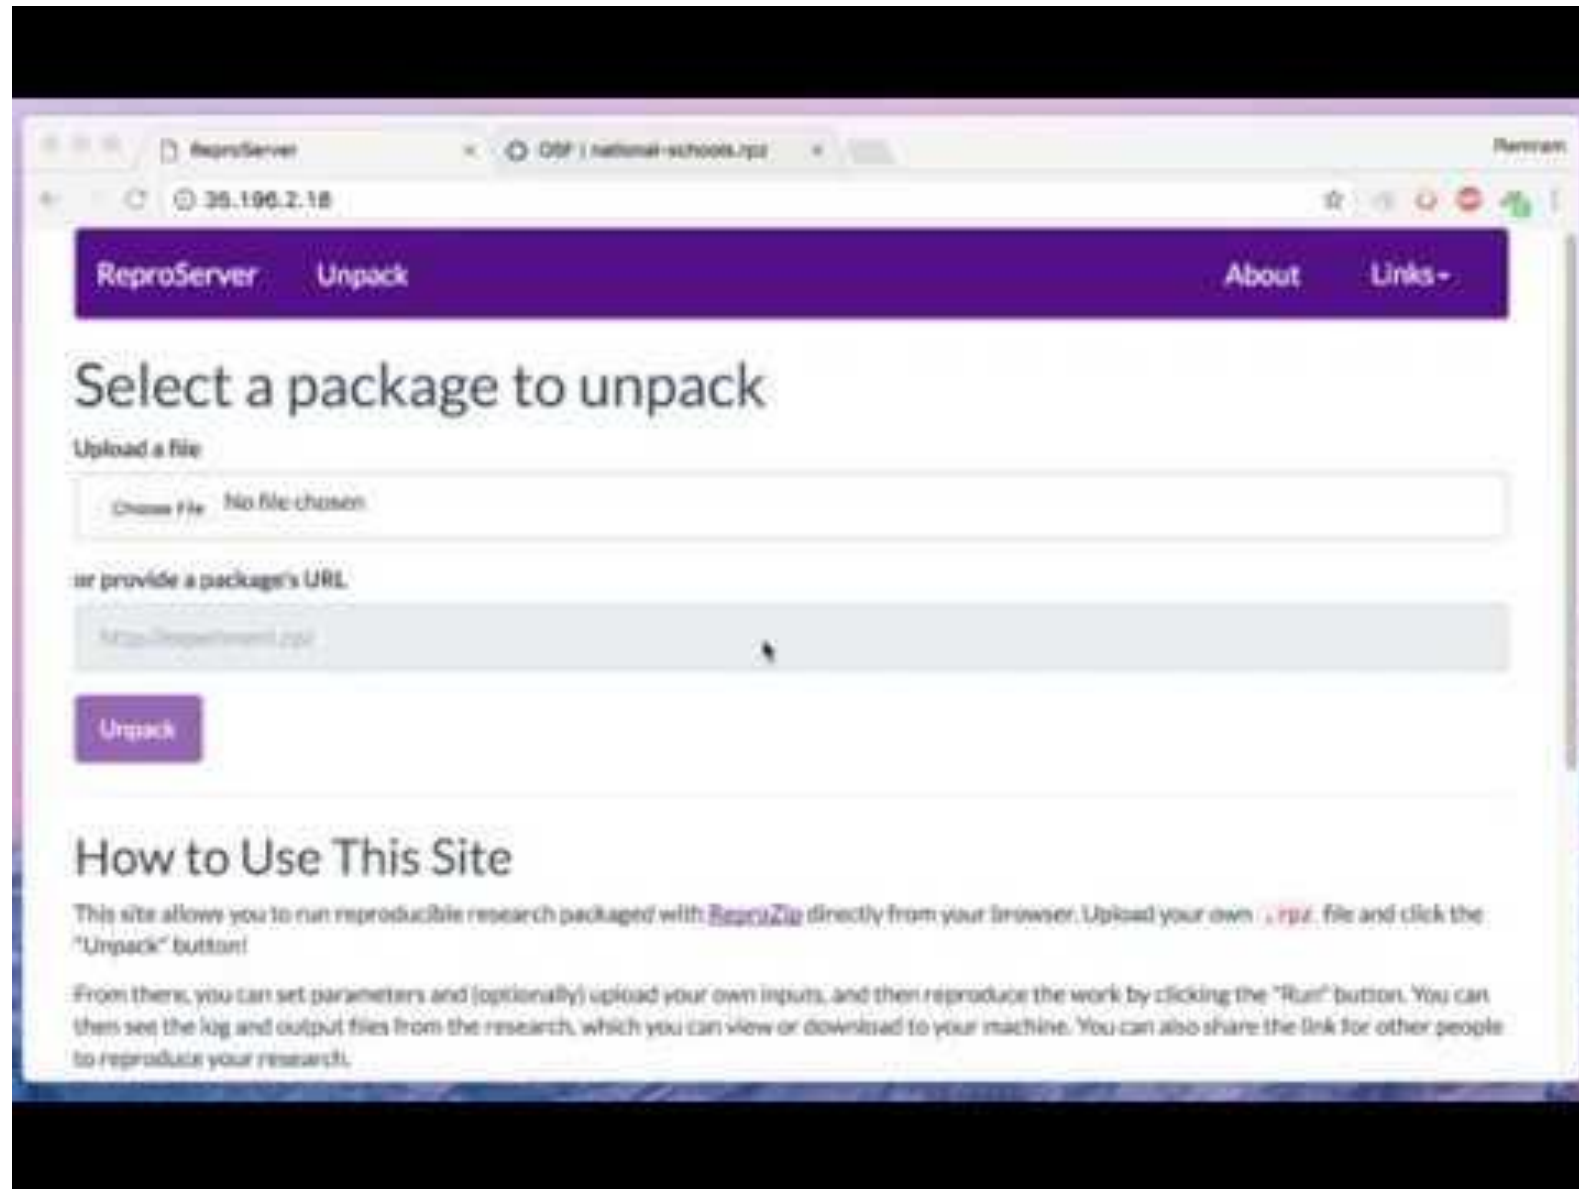 ReproServer
OSF | national-schools.rpz
Remram
35.196.2.18
ReproServer Unpack About Links
Select a package to unpack
Upload a file
Choose File No file chosen
or provide a package's URL
http://experiment.rpz
Unpack
How to Use This Site
This site allows you to run reproducible research packaged with ReproZip directly from your browser. Upload your own .rpz file and click the
"Unpack" button!
From there, you can set parameters and (optionally) upload your own inputs, and then reproduce the work by clicking the "Run" button. You can
then see the log and output files from the research, which you can view or download to your machine. You can also share the link for other people
to reproduce your research.